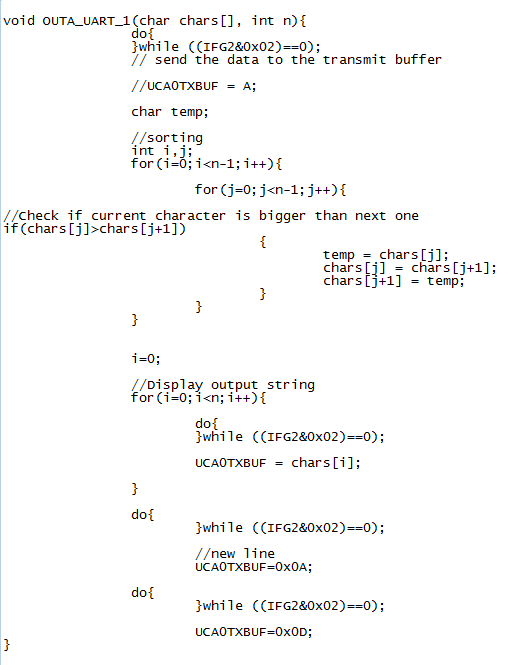 void OUTA_UART_1(char chars[], int n){
do{
}while ((IFG2&0x02)==0);
// send the data to the transmit buffer
//UCA0TXBUF = A;
char temp;
//sorting
int i,j;
for(i=0;i<n-1;i++){
for(j=0;j<n-1;j++){
//Check if current character is bigger than next one
if(chars[j]>chars[j+1])
{
temp = chars[j];
chars[j] = chars[j+1];
chars[j+1] = temp;
}
}
}
i=0;
//Display output string
for(i=0;i<n;i++){
do{
}while ((IFG2&0x02)==0);
UCA0TXBUF = chars[i];
}
do{
}while ((IFG2&0x02)==0);
//new line
UCA0TXBUF=0x0A;
do{
}while ((IFG2&0x02)==0);
UCA0TXBUF=0x0D;
}